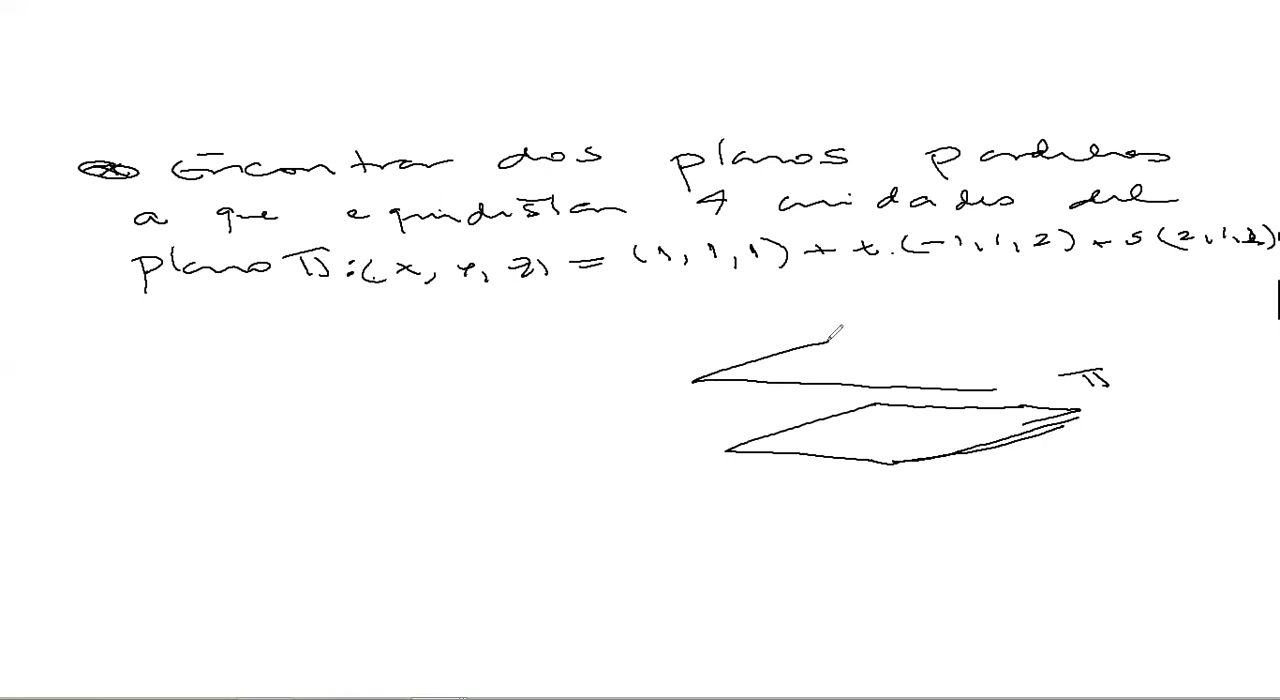 Encontrar dos planos paralelos
a que equidistan 4 unidades del
plano π: (x, y, z) = (1, 1, 1) + t.(-1, 1, 2) + s(2, 1, 2)
π